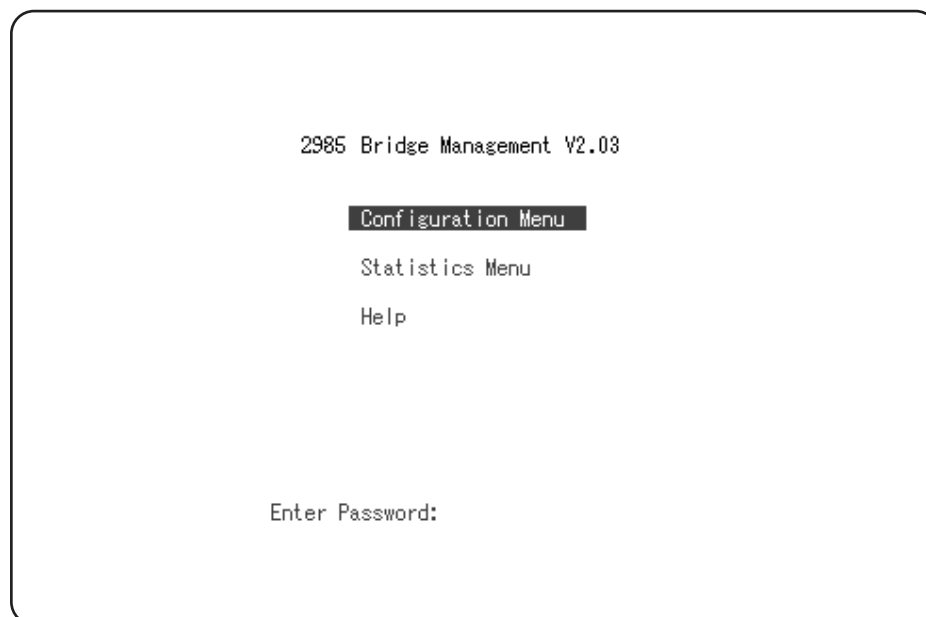 2985 Bridge Management V2.03
Configuration Menu
Statistics Menu
Help
Enter Password: